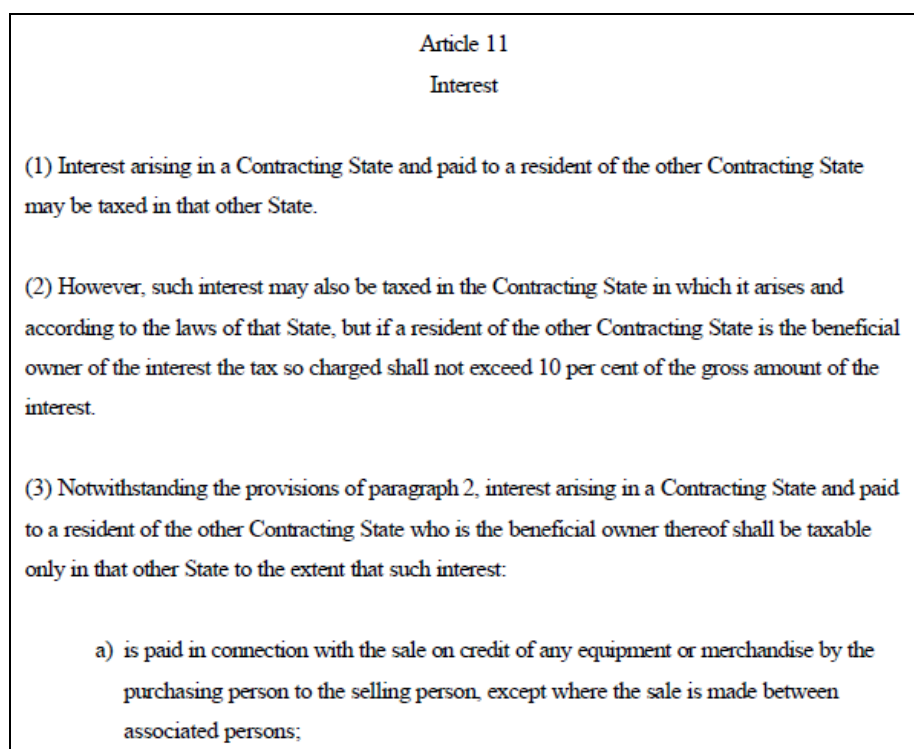 Article 11
Interest
(1) Interest arising in a Contracting State and paid to a resident of the other Contracting State
may be taxed in that other State.
(2) However, such interest may also be taxed in the Contracting State in which it arises and
according to the laws of that State, but if a resident of the other Contracting State is the beneficial
owner of the interest the tax so charged shall not exceed 10 per cent of the gross amount of the
interest.
(3) Notwithstanding the provisions of paragraph 2, interest arising in a Contracting State and paid
to a resident of the other Contracting State who is the beneficial owner thereof shall be taxable
only in that other State to the extent that such interest:
a) is paid in connection with the sale on credit of any equipment or merchandise by the
purchasing person to the selling person, except where the sale is made between
associated persons;